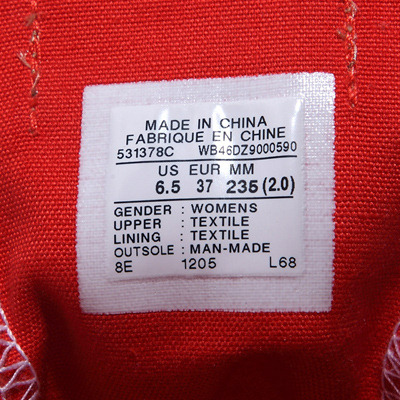 MADE IN CHINA
FABRIQUE EN CHINE
531378C WB46DZ9000590
US EUR MM
6.5 37 235 (2.0)
GENDER : WOMENS
UPPER : TEXTILE
LINING : TEXTILE
OUTSOLE : MAN-MADE
8E 1205 L68